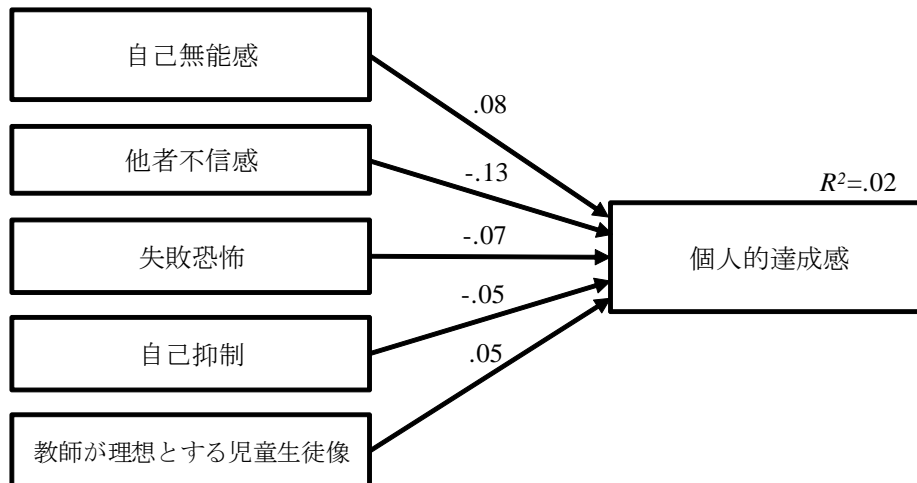 自己無能感
.08
他者不信感
-.13
R²=.02
失敗恐怖
-.07
個人的達成感
-.05
自己抑制
.05
教師が理想とする児童生徒像